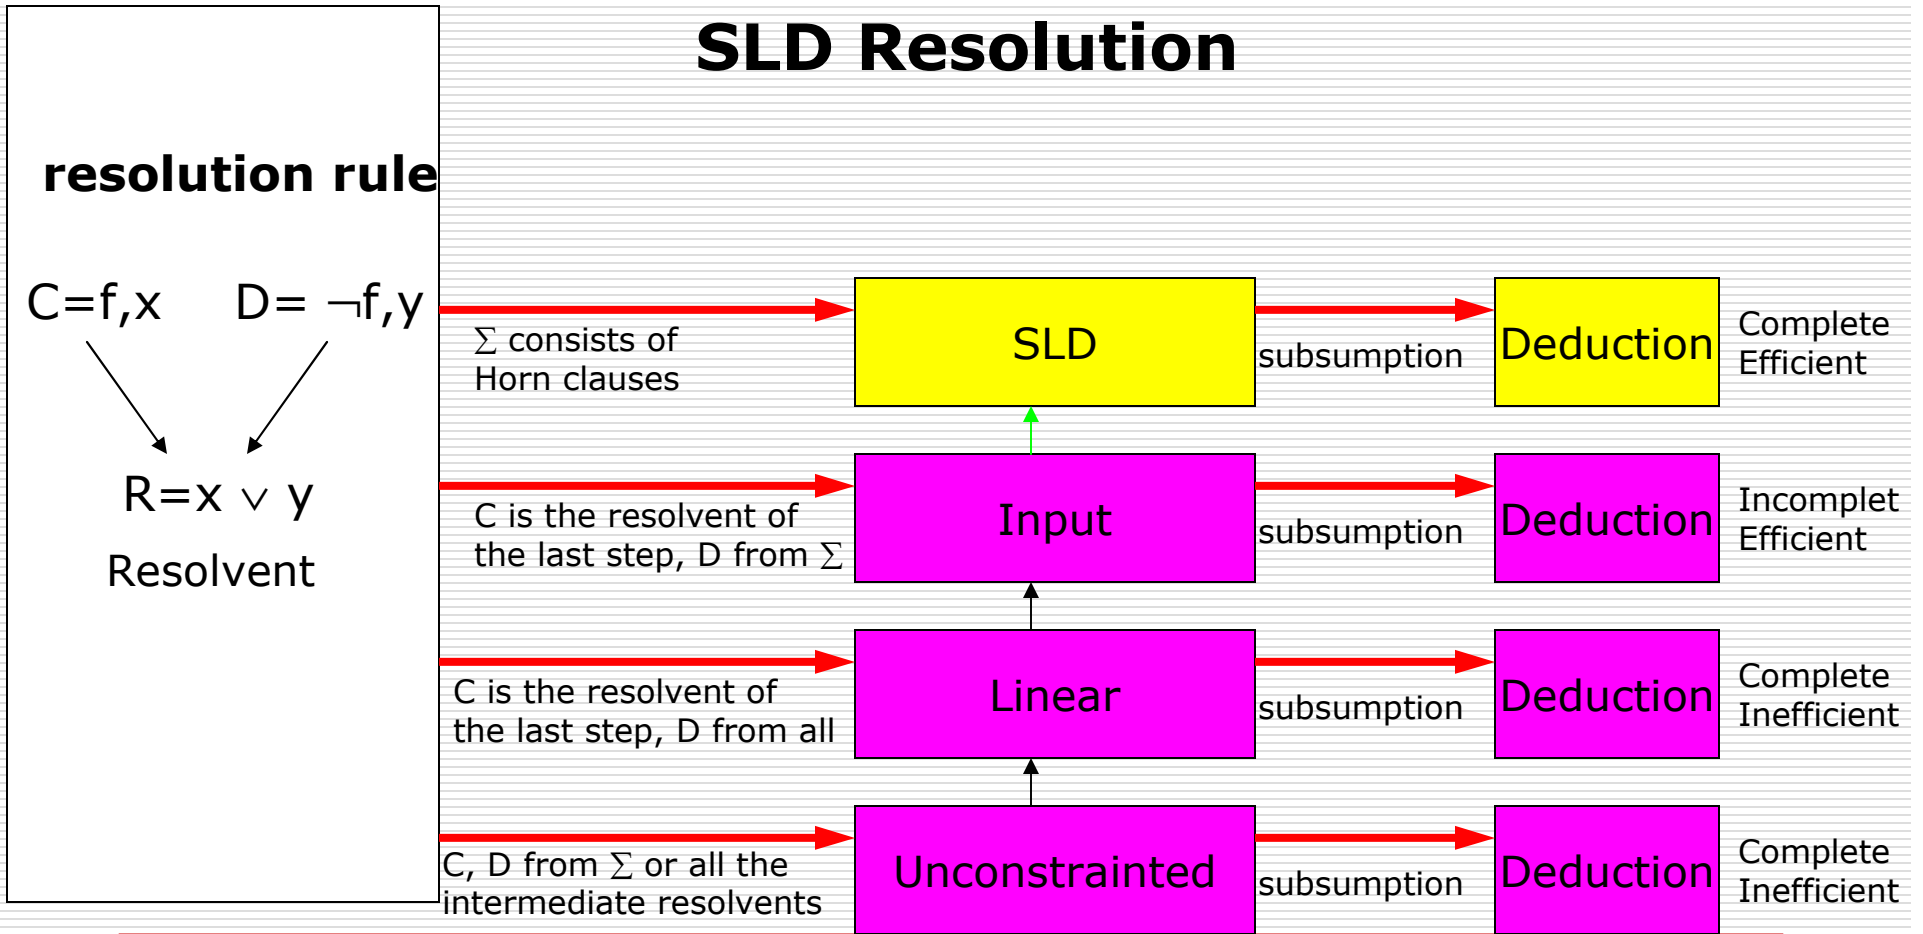 SLD Resolution
resolution rule
C=f,x D= ¬f,y
R=x ∨ y
Resolvent
Σ consists of
Horn clauses
SLD
subsumption
Deduction
Complete
Efficient
C is the resolvent of
the last step, D from Σ
Input
subsumption
Deduction
Incomplet
Efficient
C is the resolvent of
the last step, D from all
Linear
subsumption
Deduction
Complete
Inefficient
C, D from Σ or all the
intermediate resolvents
Unconstrainted
subsumption
Deduction
Complete
Inefficient